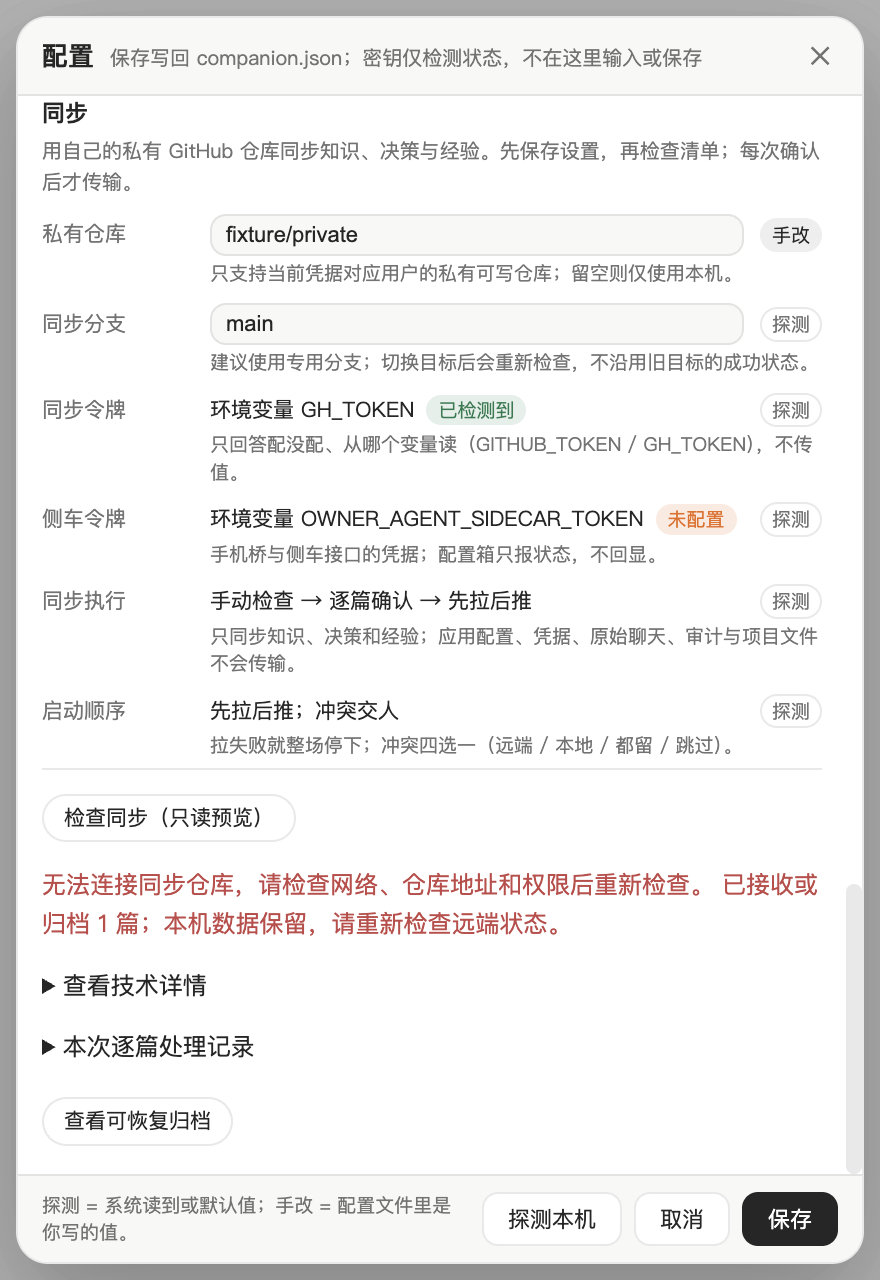 配置 保存写回 companion.json；密钥仅检测状态，不在这里输入或保存
同步
用自己的私有 GitHub 仓库同步知识、决策与经验。先保存设置，再检查清单；每次确认
后才传输。
私有仓库 fixture/private 手改
只支持当前凭据对应用户的私有可写仓库；留空则仅使用本机。
同步分支 main 探测
建议使用专用分支；切换目标后会重新检查，不沿用旧目标的成功状态。
同步令牌 环境变量 GH_TOKEN 已检测到 探测
只回答配没配、从哪个变量读（GITHUB_TOKEN / GH_TOKEN），不传
值。
侧车令牌 环境变量 OWNER_AGENT_SIDECAR_TOKEN 未配置 探测
手机桥与侧车接口的凭据；配置箱只报状态，不回显。
同步执行 手动检查 → 逐篇确认 → 先拉后推 探测
只同步知识、决策和经验；应用配置、凭据、原始聊天、审计与项目文件
不会传输。
启动顺序 先拉后推；冲突交人 探测
拉失败就整场停下；冲突四选一（远端 / 本地 / 都留 / 跳过）。
检查同步（只读预览）
无法连接同步仓库，请检查网络、仓库地址和权限后重新检查。 已接收或
归档 1 篇；本机数据保留，请重新检查远端状态。
▶ 查看技术详情
▶ 本次逐篇处理记录
查看可恢复归档
探测 = 系统读到或默认值；手改 = 配置文件里是
你写的值。
探测本机 取消 保存